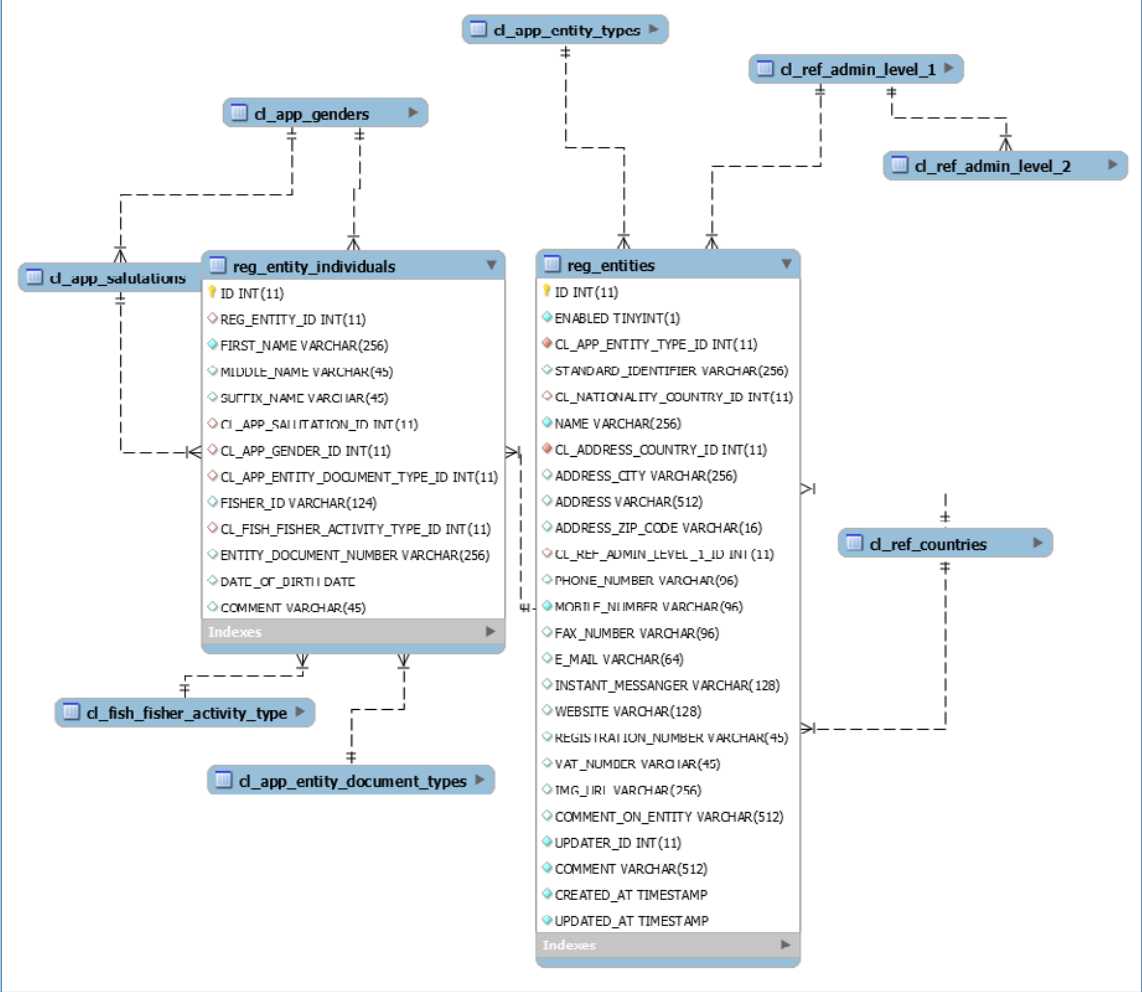 cl_app_entity_types
cl_ref_admin_level_1
cl_app_genders
cl_ref_admin_level_2
cl_app_salutations
reg_entity_individuals
ID INT(11)
REG_ENTITY_ID INT(11)
FIRST_NAME VARCHAR(256)
MIDDLE_NAME VARCHAR(45)
SUFFIX_NAME VARCHAR(45)
CL_APP_SALUTATION_ID INT(11)
CL_APP_GENDER_ID INT(11)
CL_APP_ENTITY_DOCUMENT_TYPE_ID INT(11)
FISHER_ID VARCHAR(124)
CL_FISH_FISHER_ACTIVITY_TYPE_ID INT(11)
ENTITY_DOCUMENT_NUMBER VARCHAR(256)
DATE_OF_BIRTH DATE
COMMENT VARCHAR(45)
Indexes
reg_entities
ID INT(11)
ENABLED TINYINT(1)
CL_APP_ENTITY_TYPE_ID INT(11)
STANDARD_IDENTIFIER VARCHAR(256)
CL_NATIONALITY_COUNTRY_ID INT(11)
NAME VARCHAR(256)
CL_ADDRESS_COUNTRY_ID INT(11)
ADDRESS_CITY VARCHAR(256)
ADDRESS VARCHAR(512)
ADDRESS_ZIP_CODE VARCHAR(16)
CL_REF_ADMIN_LEVEL_1_ID INT(11)
PHONE_NUMBER VARCHAR(96)
MOBILE_NUMBER VARCHAR(96)
FAX_NUMBER VARCHAR(96)
E_MAIL VARCHAR(64)
INSTANT_MESSANGER VARCHAR(128)
WEBSITE VARCHAR(128)
REGISTRATION_NUMBER VARCHAR(45)
VAT_NUMBER VARCHAR(45)
IMG_URL VARCHAR(256)
COMMENT_ON_ENTITY VARCHAR(512)
UPDATER_ID INT(11)
COMMENT VARCHAR(512)
CREATED_AT TIMESTAMP
UPDATED_AT TIMESTAMP
Indexes
cl_ref_countries
cl_fish_fisher_activity_type
cl_app_entity_document_types